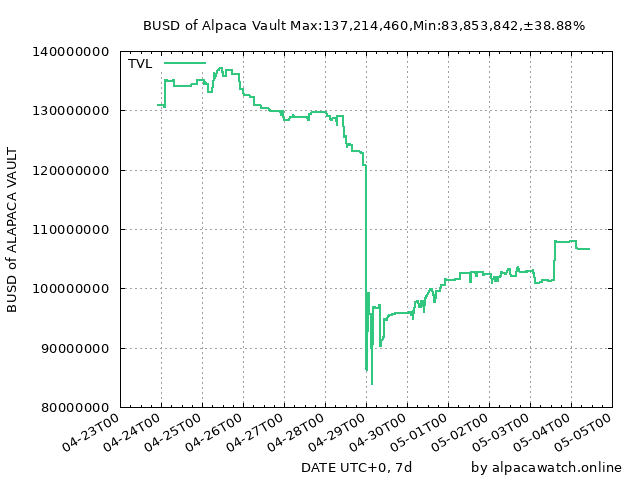 BUSD of Alpaca Vault Max:137,214,460,Min:83,853,842,±38.88%
TVL
140000000
130000000
120000000
110000000
100000000
90000000
80000000
BUSD of ALAPACA VAULT
04-23T00
04-24T00
04-25T00
04-26T00
04-27T00
04-28T00
04-29T00
04-30T00
05-01T00
05-02T00
05-03T00
05-04T00
05-05T00
DATE UTC+0, 7d
by alpacawatch.online